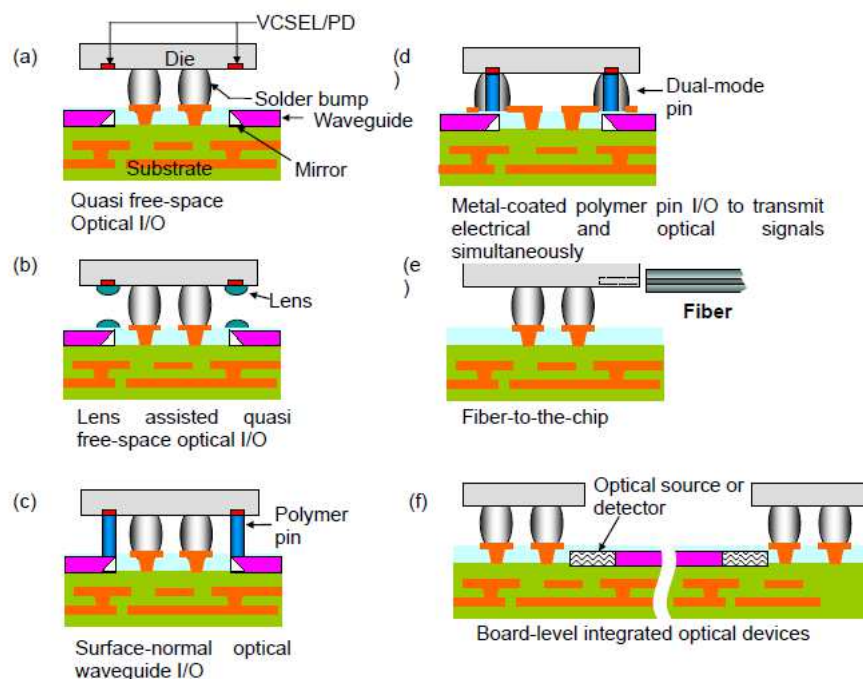 VCSEL/PD
(a)
Die
Solder bump
Waveguide
Mirror
Substrate
Quasi free-space
Optical I/O
(b)
Lens
Lens assisted quasi
free-space optical I/O
(c)
Polymer
pin
Surface-normal optical
waveguide I/O
(d
)
Dual-mode
pin
Metal-coated polymer pin I/O to transmit
electrical and optical signals
simultaneously
(e
)
Fiber
Fiber-to-the-chip
(f)
Optical source or
detector
Board-level integrated optical devices